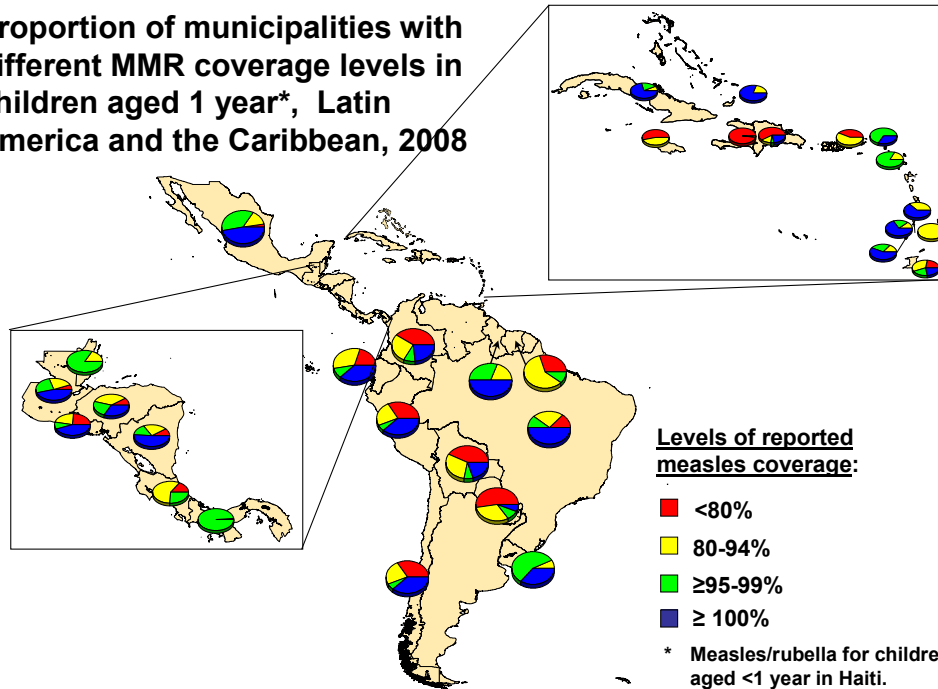 roportion of municipalities with
ifferent MMR coverage levels in
hildren aged 1 year*, Latin
merica and the Caribbean, 2008
Levels of reported
measles coverage:
<80%
80-94%
≥95-99%
≥ 100%
* Measles/rubella for childre
aged <1 year in Haiti.